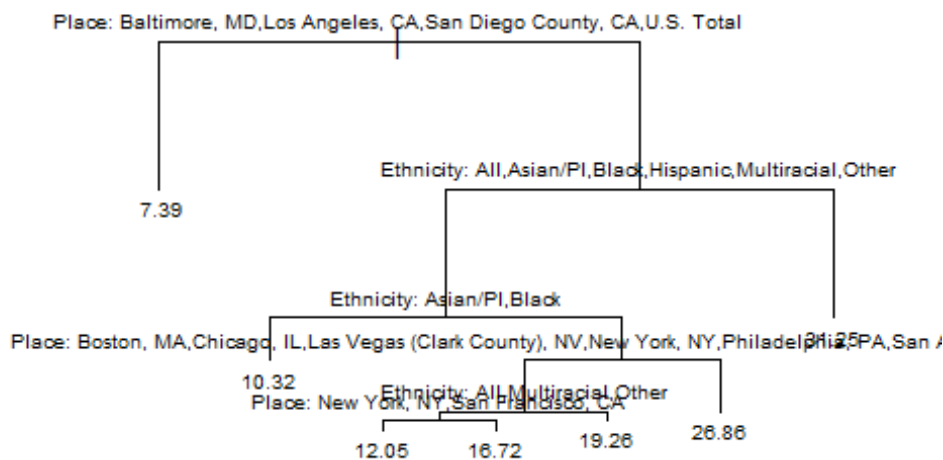 Place: Baltimore, MD,Los Angeles, CA,San Diego County, CA,U.S. Total
Ethnicity: All,Asian/PI,Black,Hispanic,Multiracial,Other
7.39
Ethnicity: Asian/PI,Black
Place: Boston, MA,Chicago, IL,Las Vegas (Clark County), NV,New York, NY,Philadelphia, PA,San A
31.25
10.32
Ethnicity: All,Multiracial,Other
Place: New York, NY,San Francisco, CA
12.05
16.72
19.26
26.86